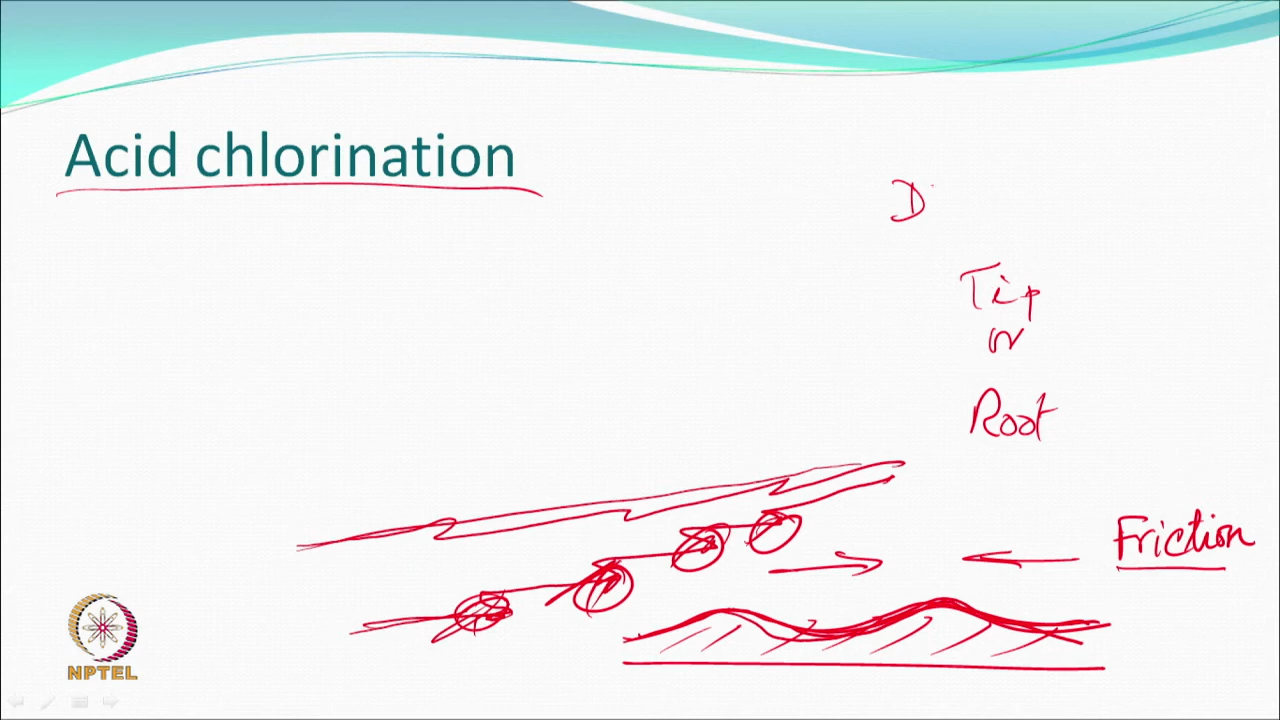 Acid chlorination
D
Tip
or
Root
Friction
NPTEL